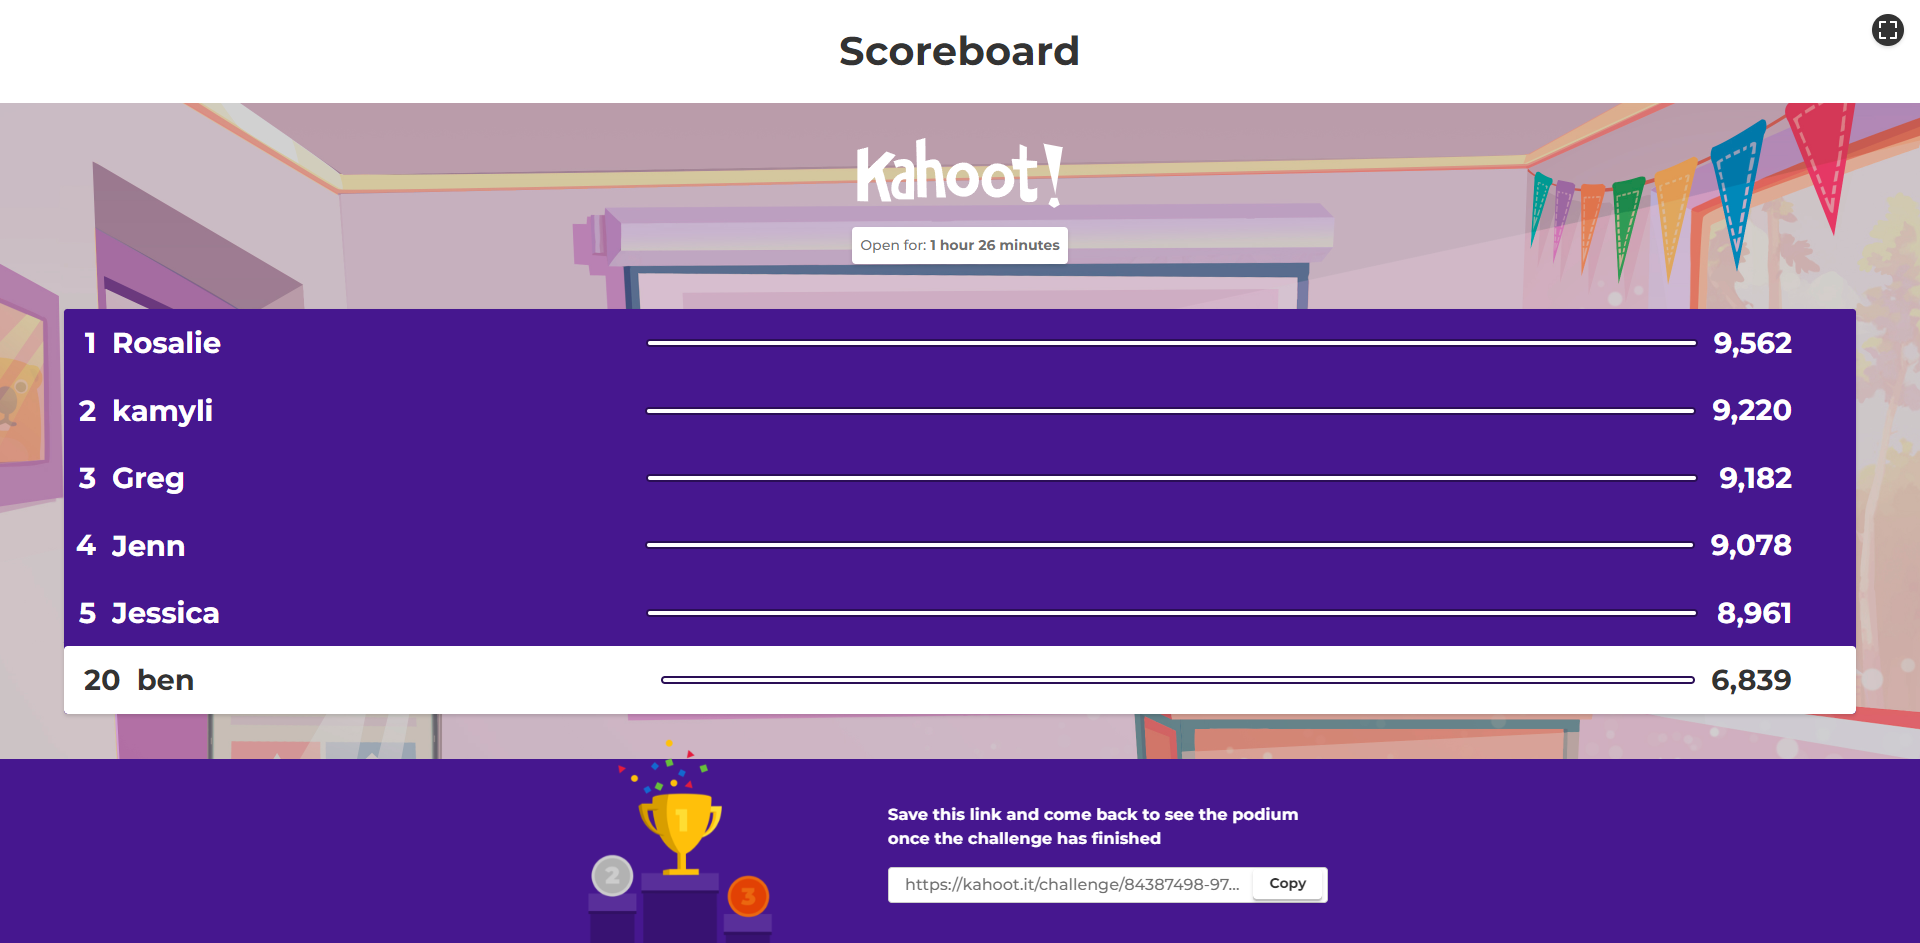 Scoreboard
Kahoot!
Open for: 1 hour 26 minutes
1 Rosalie 9,562
2 kamyli 9,220
3 Greg 9,182
4 Jenn 9,078
5 Jessica 8,961
20 ben 6,839
1
2
3
Save this link and come back to see the podium
once the challenge has finished
https://kahoot.it/challenge/84387498-97... Copy